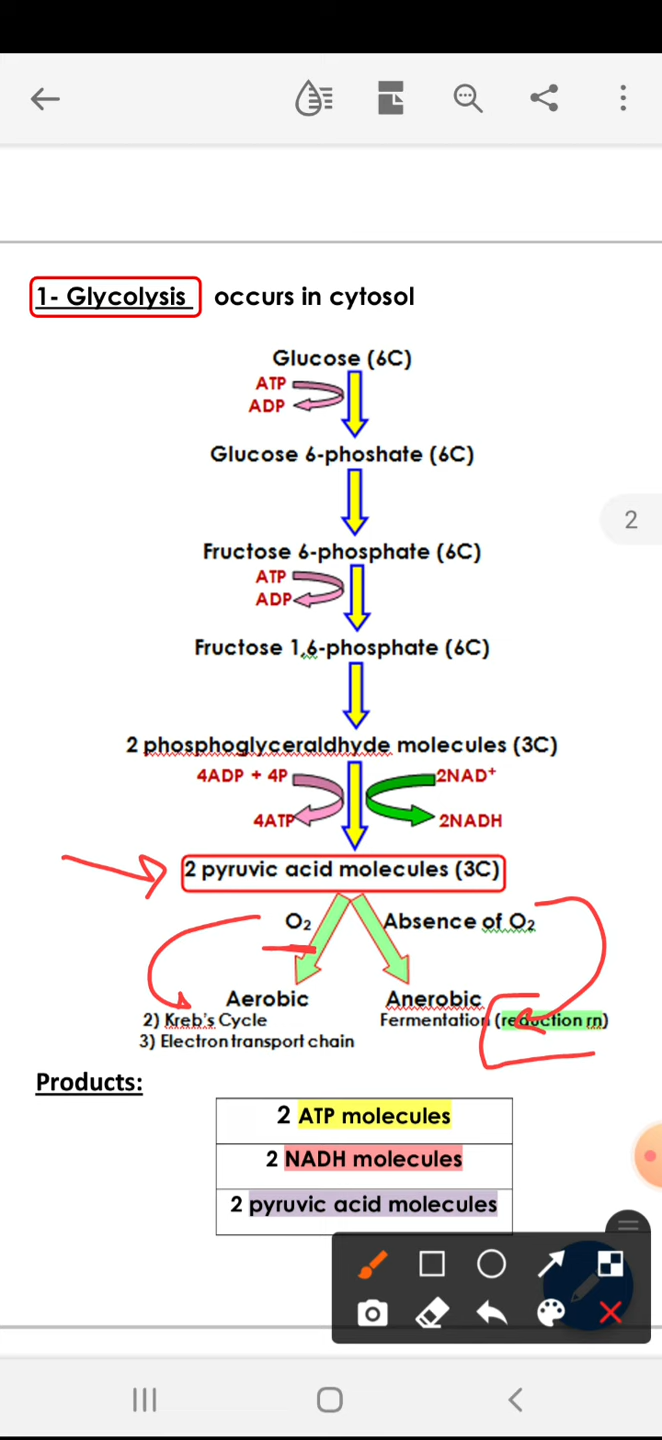 2
1- Glycolysis occurs in cytosol
Glucose (6C)
ATP
ADP
Glucose 6-phoshate (6C)
Fructose 6-phosphate (6C)
ATP
ADP
Fructose 1,6-phosphate (6C)
2 phosphoglyceraldhyde molecules (3C)
4ADP + 4P 2NAD⁺
4ATP 2NADH
2 pyruvic acid molecules (3C)
O₂ Absence of O₂
Aerobic Anerobic
2) Kreb's Cycle Fermentation (reduction rn)
3) Electron transport chain
Products:
2 ATP molecules
2 NADH molecules
2 pyruvic acid molecules